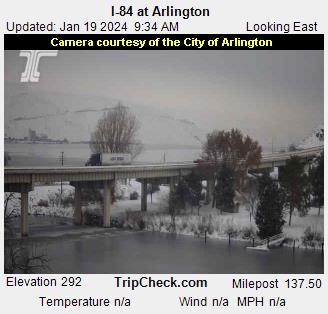 I-84 at Arlington
Updated: Jan 19 2024 9:34 AM Looking East
Camera courtesy of the City of Arlington
Elevation 292 TripCheck.com Milepost 137.50
Temperature n/a Wind n/a MPH n/a